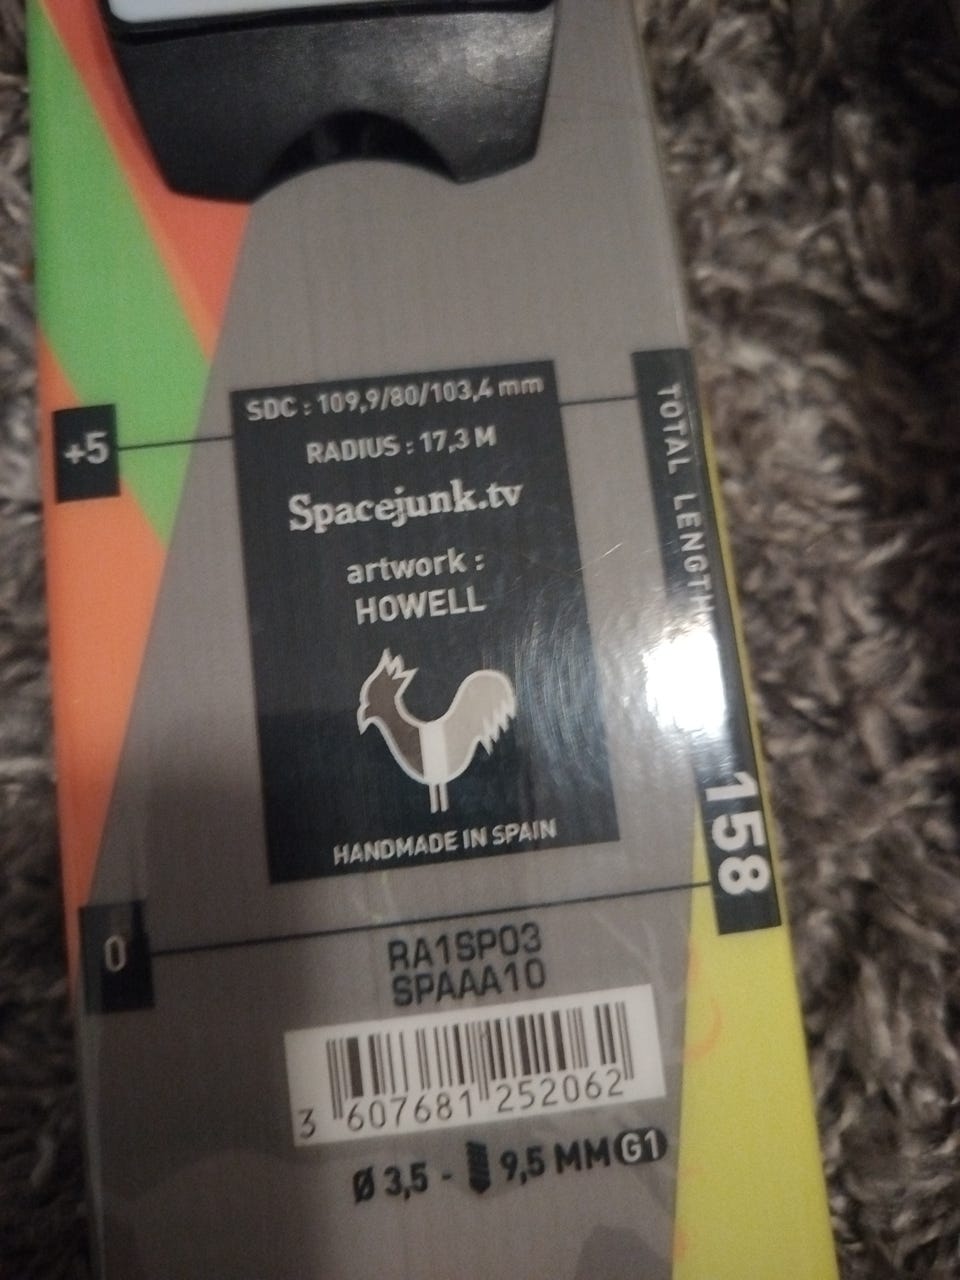 SDC : 109,9/80/103,4 mm
+5
RADIUS : 17,3 M
Spacejunk.tv
artwork :
HOWELL
HANDMADE IN SPAIN
TOTAL LENGTH
158
0
RA1SP03
SPAAA10
3 607681 252062
Ø 3,5 - 9,5 MM G1